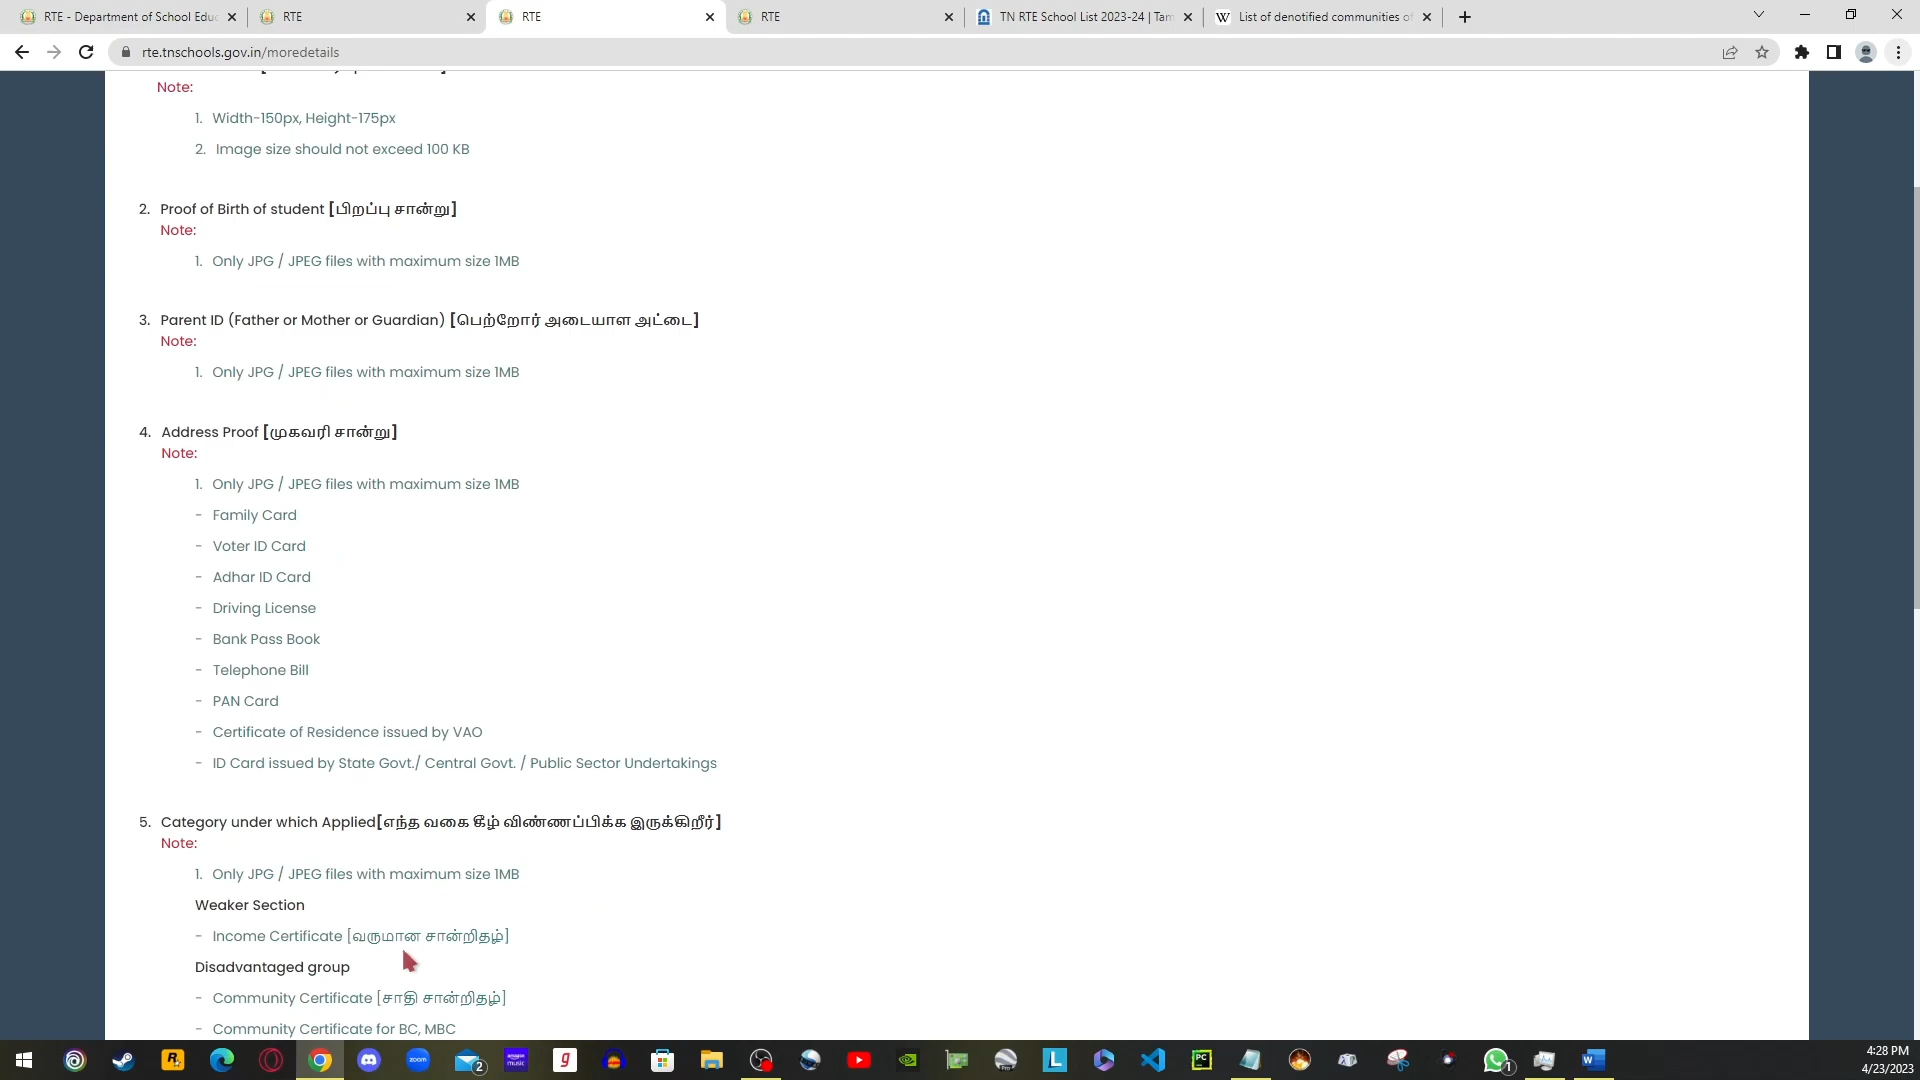 RTE - Department of School Educ
RTE
RTE
RTE
TN RTE School List 2023-24 | Tam
List of denotified communities of
rte.tnschools.gov.in/moredetails
Note:
1. Width-150px, Height-175px
2. Image size should not exceed 100 KB
2. Proof of Birth of student [பிறப்பு சான்று]
Note:
1. Only JPG / JPEG files with maximum size 1MB
3. Parent ID (Father or Mother or Guardian) [பெற்றோர் அடையாள அட்டை]
Note:
1. Only JPG / JPEG files with maximum size 1MB
4. Address Proof [முகவரி சான்று]
Note:
1. Only JPG / JPEG files with maximum size 1MB
- Family Card
- Voter ID Card
- Adhar ID Card
- Driving License
- Bank Pass Book
- Telephone Bill
- PAN Card
- Certificate of Residence issued by VAO
- ID Card issued by State Govt./ Central Govt. / Public Sector Undertakings
5. Category under which Applied[எந்த வகை கீழ் விண்ணப்பிக்க இருக்கிறீர்]
Note:
1. Only JPG / JPEG files with maximum size 1MB
Weaker Section
- Income Certificate [வருமான சான்றிதழ்]
Disadvantaged group
- Community Certificate [சாதி சான்றிதழ்]
- Community Certificate for BC, MBC
4:28 PM
4/23/2023